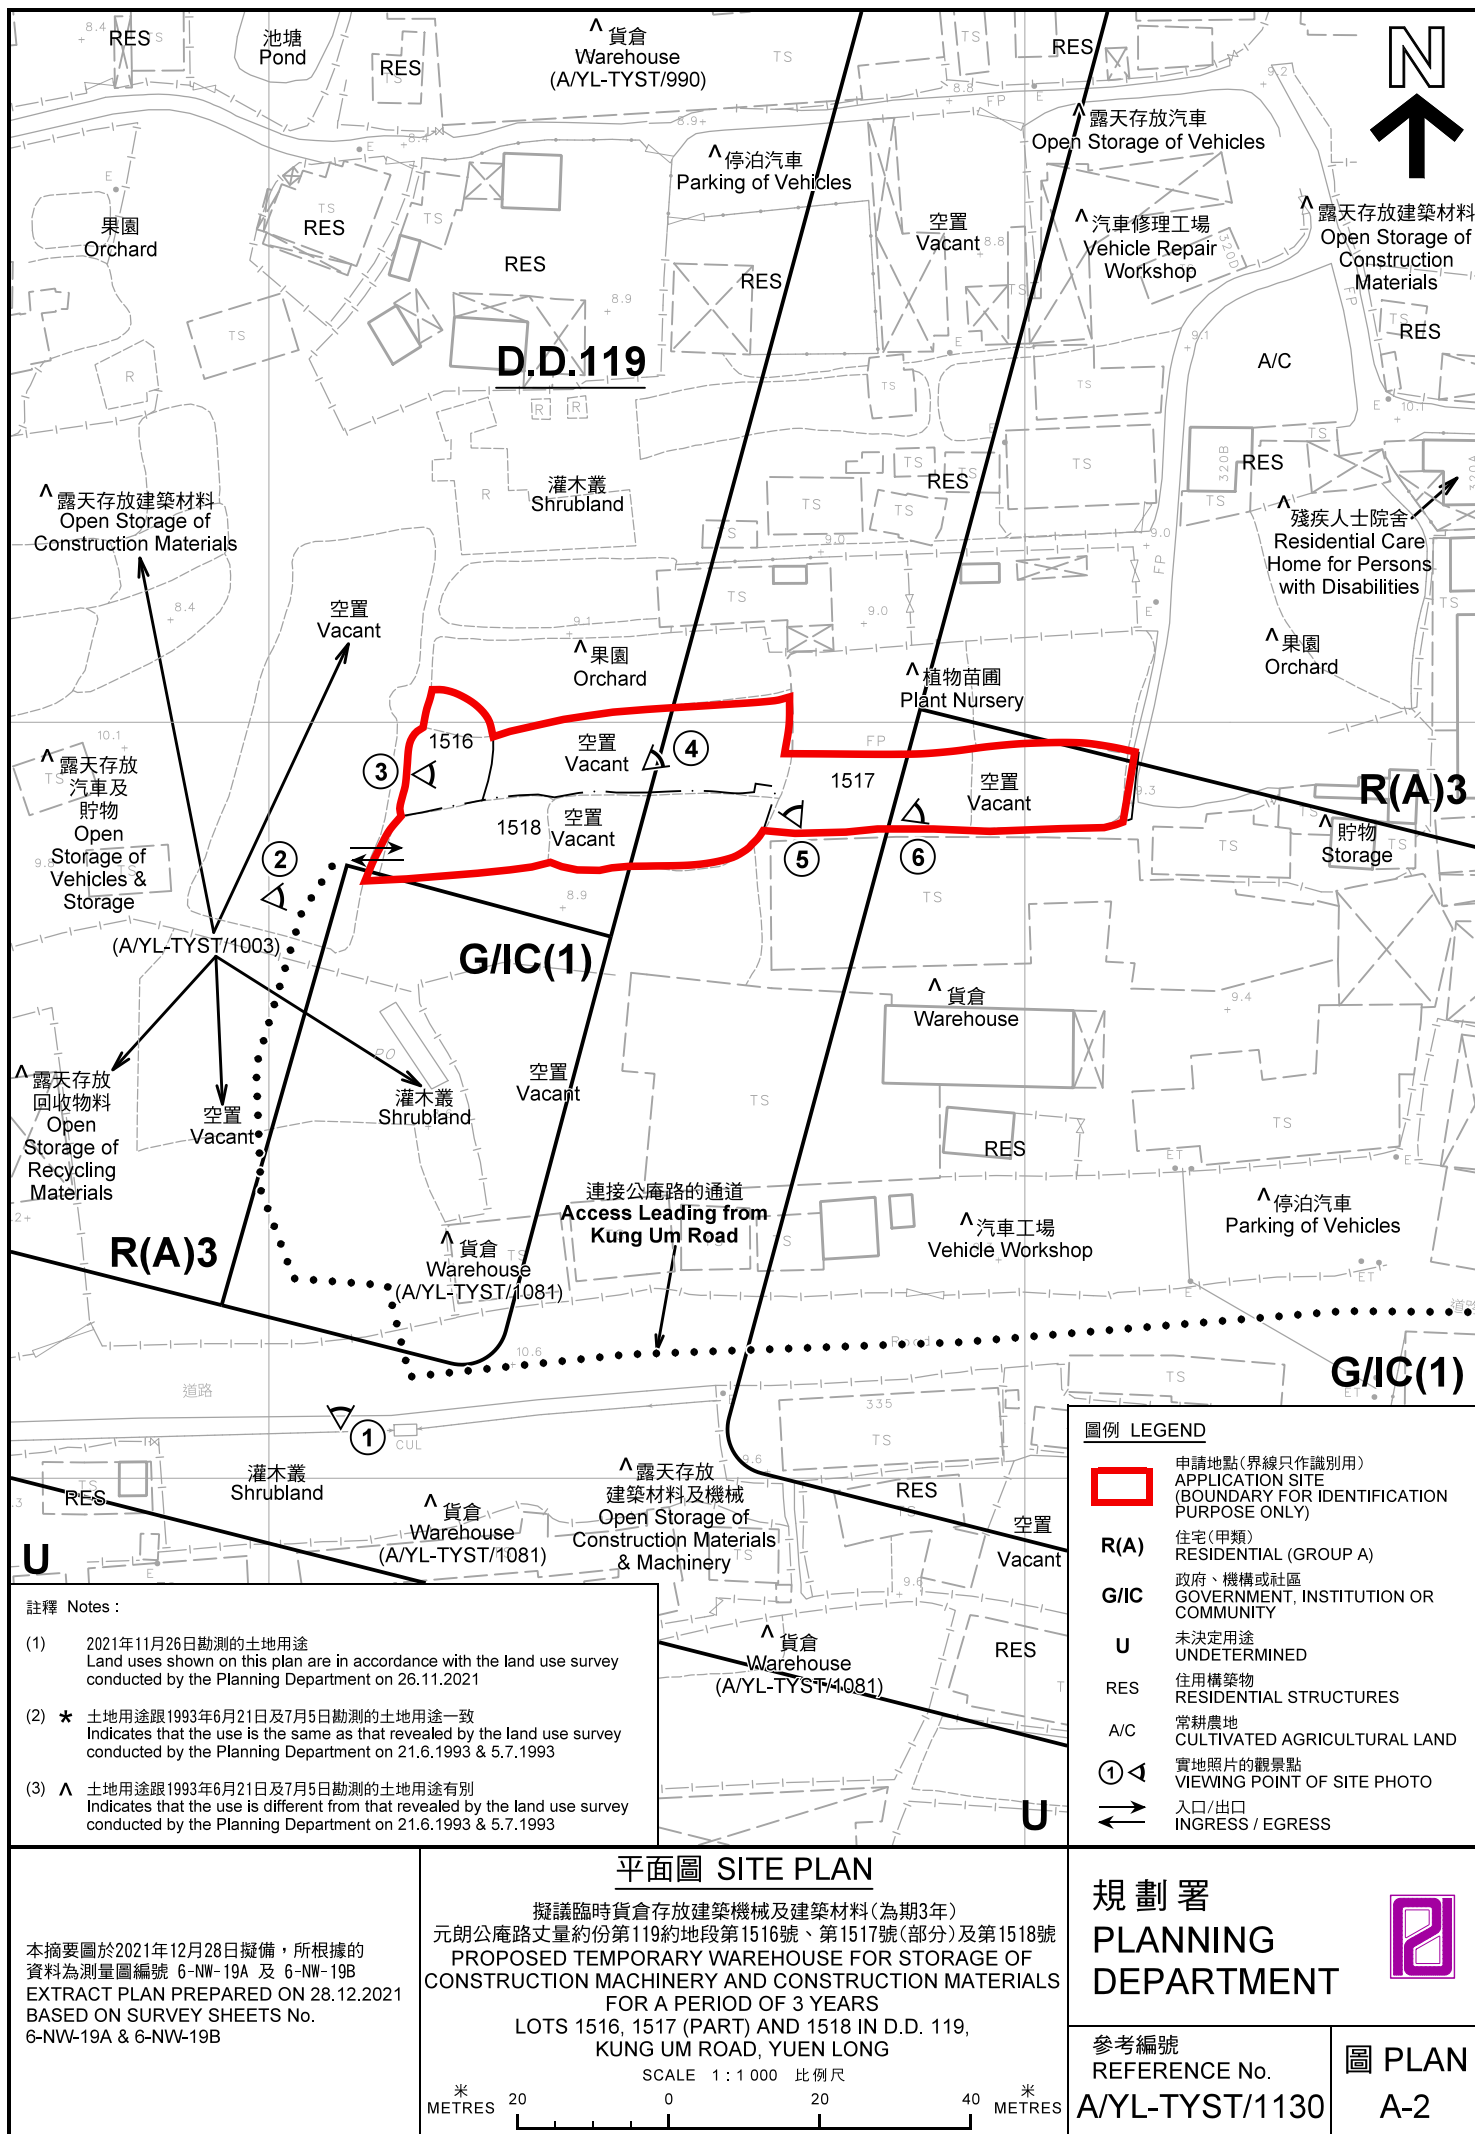 RES
池塘
Pond
RES
^ 貨倉
Warehouse
(A/YL-TYST/990)
RES
N
^ 露天存放汽車
Open Storage of Vehicles
^ 停泊汽車
Parking of Vehicles
果園
Orchard
RES
空置
Vacant
^ 汽車修理工場
Vehicle Repair
Workshop
^ 露天存放建築材料
Open Storage of
Construction
Materials
RES
RES
RES
D.D.119
A/C
^ 露天存放建築材料
Open Storage of
Construction Materials
灌木叢
Shrubland
RES
RES
^ 殘疾人士院舍
Residential Care
Home for Persons
with Disabilities
空置
Vacant
^ 果園
Orchard
^ 植物苗圃
Plant Nursery
^ 果園
Orchard
1516
空置
Vacant
4
3
1517
空置
Vacant
R(A)3
^ 露天存放
汽車及
貯物
Open
Storage of
Vehicles &
Storage
1518
空置
Vacant
2
5
6
^ 貯物
Storage
(A/YL-TYST/1003)
G/IC(1)
^ 貨倉
Warehouse
^ 露天存放
回收物料
Open
Storage of
Recycling
Materials
空置
Vacant
灌木叢
Shrubland
空置
Vacant
RES
連接公庵路的通道
Access Leading from
Kung Um Road
^ 停泊汽車
Parking of Vehicles
R(A)3
^ 貨倉
Warehouse
(A/YL-TYST/1081)
^ 汽車工場
Vehicle Workshop
道路
Road
G/IC(1)
1
CUL
335
灌木叢
Shrubland
RES
^ 貨倉
Warehouse
(A/YL-TYST/1081)
^ 露天存放
建築材料及機械
Open Storage of
Construction Materials
& Machinery
RES
空置
Vacant
U
^ 貨倉
Warehouse
(A/YL-TYST/1081)
RES
U
圖例 LEGEND
申請地點(界線只作識別用)
APPLICATION SITE
(BOUNDARY FOR IDENTIFICATION
PURPOSE ONLY)
R(A) 住宅(甲類)
RESIDENTIAL (GROUP A)
G/IC 政府、機構或社區
GOVERNMENT, INSTITUTION OR
COMMUNITY
U 未決定用途
UNDETERMINED
RES 住用構築物
RESIDENTIAL STRUCTURES
A/C 常耕農地
CULTIVATED AGRICULTURAL LAND
1 實地照片的觀景點
VIEWING POINT OF SITE PHOTO
入口/出口
INGRESS / EGRESS
註釋 Notes :
(1) 2021年11月26日勘測的土地用途
Land uses shown on this plan are in accordance with the land use survey
conducted by the Planning Department on 26.11.2021
(2) * 土地用途跟1993年6月21日及7月5日勘測的土地用途一致
Indicates that the use is the same as that revealed by the land use survey
conducted by the Planning Department on 21.6.1993 & 5.7.1993
(3) ^ 土地用途跟1993年6月21日及7月5日勘測的土地用途有別
Indicates that the use is different from that revealed by the land use survey
conducted by the Planning Department on 21.6.1993 & 5.7.1993
本摘要圖於2021年12月28日擬備，所根據的
資料為測量圖編號 6-NW-19A 及 6-NW-19B
EXTRACT PLAN PREPARED ON 28.12.2021
BASED ON SURVEY SHEETS No.
6-NW-19A & 6-NW-19B
平面圖 SITE PLAN
擬議臨時貨倉存放建築機械及建築材料(為期3年)
元朗公庵路丈量約份第119約地段第1516號、第1517號(部分)及第1518號
PROPOSED TEMPORARY WAREHOUSE FOR STORAGE OF
CONSTRUCTION MACHINERY AND CONSTRUCTION MATERIALS
FOR A PERIOD OF 3 YEARS
LOTS 1516, 1517 (PART) AND 1518 IN D.D. 119,
KUNG UM ROAD, YUEN LONG
SCALE 1 : 1 000 比例尺
米
METRES 20 0 20 40 米
METRES
規劃署
PLANNING
DEPARTMENT
參考編號
REFERENCE No.
A/YL-TYST/1130
圖 PLAN
A-2